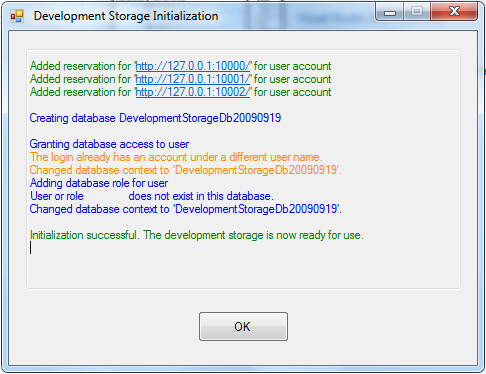 Development Storage Initialization
Added reservation for 'http://127.0.0.1:10000/' for user account
Added reservation for 'http://127.0.0.1:10001/' for user account
Added reservation for 'http://127.0.0.1:10002/' for user account
Creating database DevelopmentStorageDb20090919
Granting database access to user
The login already has an account under a different user name.
Changed database context to 'DevelopmentStorageDb20090919'.
Adding database role for user
User or role does not exist in this database.
Changed database context to 'DevelopmentStorageDb20090919'.
Initialization successful. The development storage is now ready for use.
OK